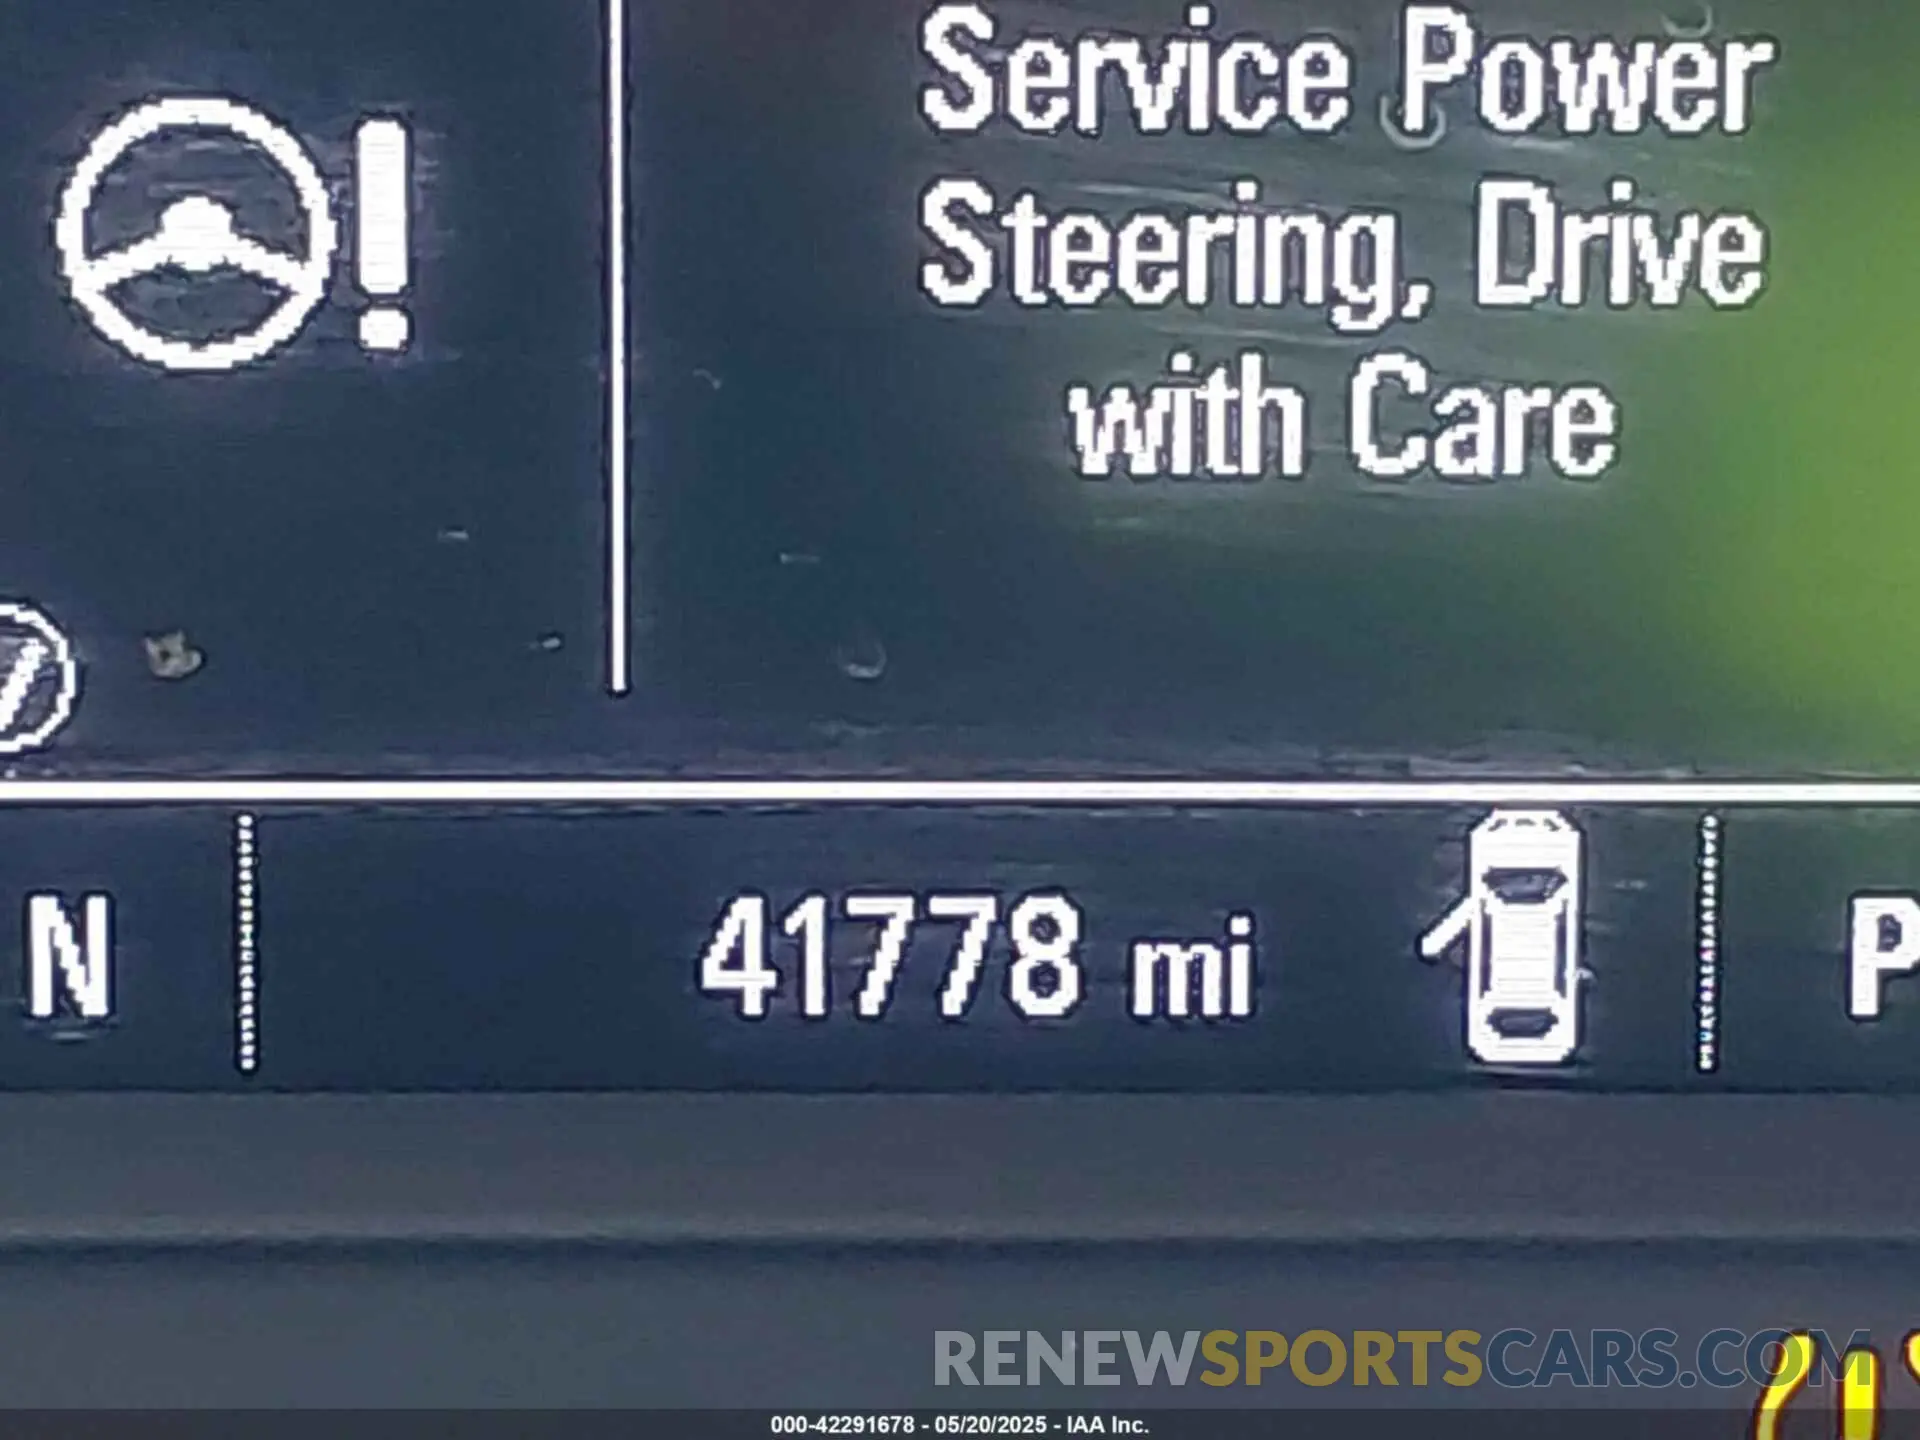 Service Power
Steering, Drive
with Care
N
41778 mi
P
RENEWSPORTSCARS.COM
000-42291678 - 05/20/2025 - IAA Inc.